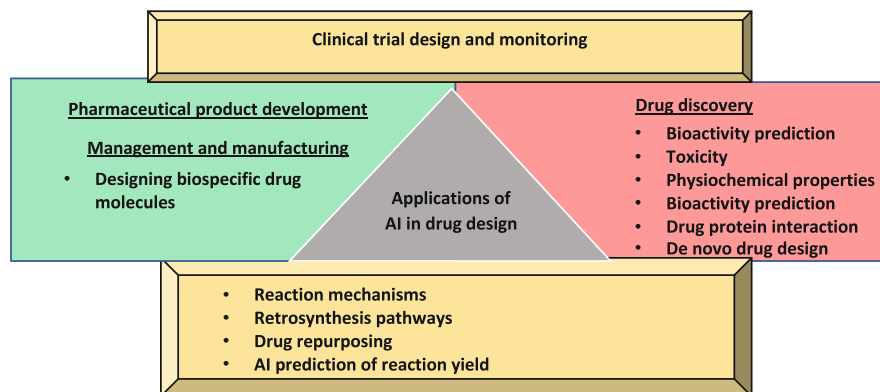 Clinical trial design and monitoring
Pharmaceutical product development
Management and manufacturing
• Designing biospecific drug
molecules
Applications of
AI in drug design
Drug discovery
• Bioactivity prediction
• Toxicity
• Physiochemical properties
• Bioactivity prediction
• Drug protein interaction
• De novo drug design
• Reaction mechanisms
• Retrosynthesis pathways
• Drug repurposing
• AI prediction of reaction yield